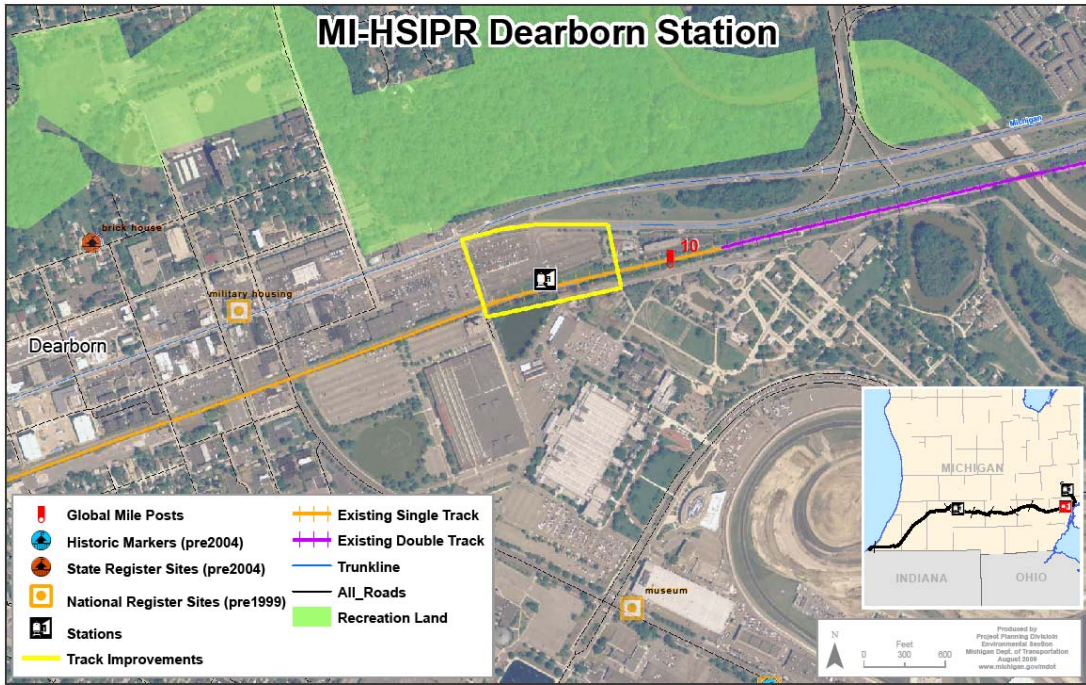 MI-HSIPR Dearborn Station
Michigan
brick house
10
military housing
Dearborn
museum
MICHIGAN
INDIANA
OHIO
Global Mile Posts
Historic Markers (pre2004)
State Register Sites (pre2004)
National Register Sites (pre1999)
Stations
Track Improvements
Existing Single Track
Existing Double Track
Trunkline
All_Roads
Recreation Land
N
Feet
0 300 600
Produced by
Project Planning Division
Environmental Section
Michigan Dept. of Transportation
August 2009
www.michigan.gov/mdot